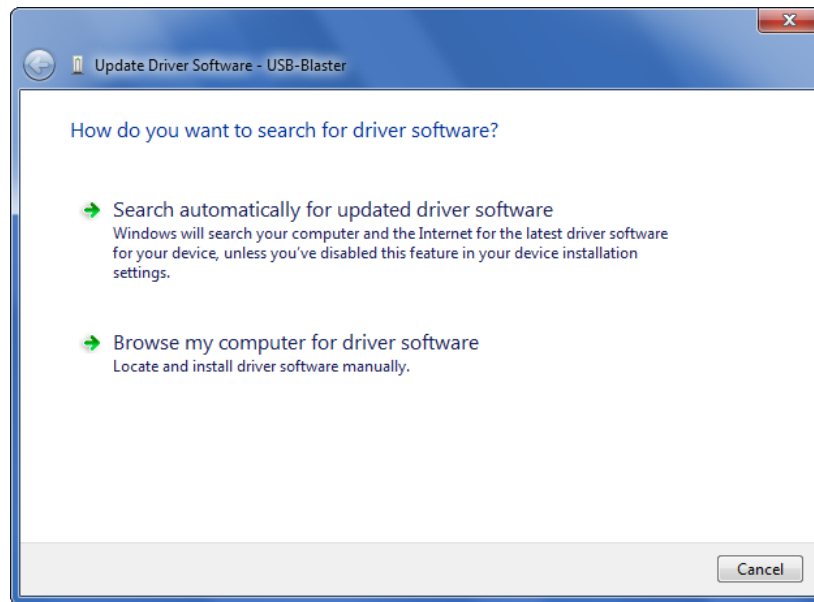 Update Driver Software - USB-Blaster
How do you want to search for driver software?
Search automatically for updated driver software
Windows will search your computer and the Internet for the latest driver software
for your device, unless you've disabled this feature in your device installation
settings.
Browse my computer for driver software
Locate and install driver software manually.
Cancel